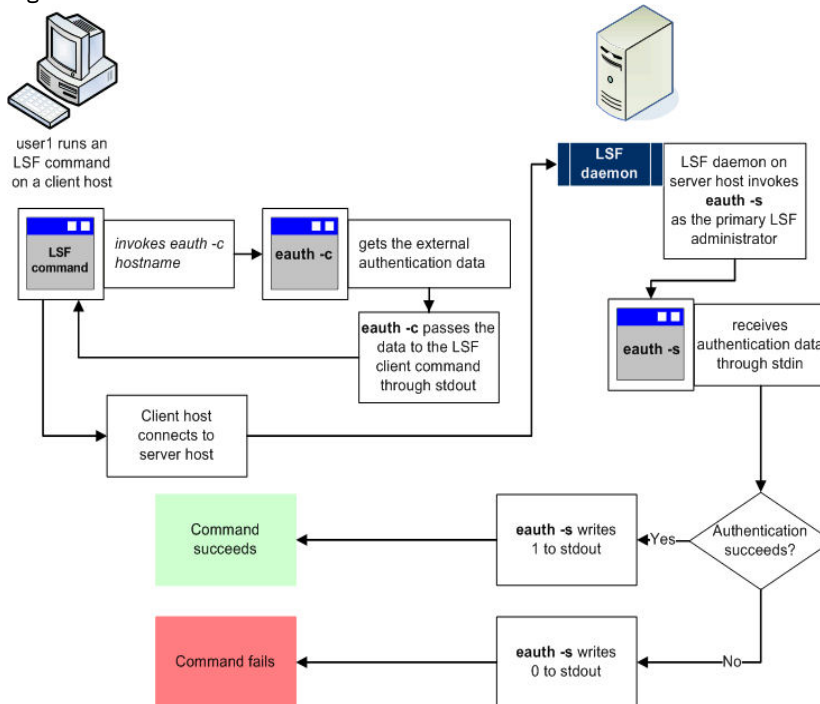 user1 runs an
LSF command
on a client host
LSF
command
invokes eauth -c
hostname
eauth -c
gets the external
authentication data
eauth -c passes the
data to the LSF
client command
through stdout
Client host
connects to
server host
LSF
daemon
LSF daemon on
server host invokes
eauth -s
as the primary LSF
administrator
eauth -s
receives
authentication data
through stdin
Authentication
succeeds?
Yes
eauth -s writes
1 to stdout
Command
succeeds
No
eauth -s writes
0 to stdout
Command fails